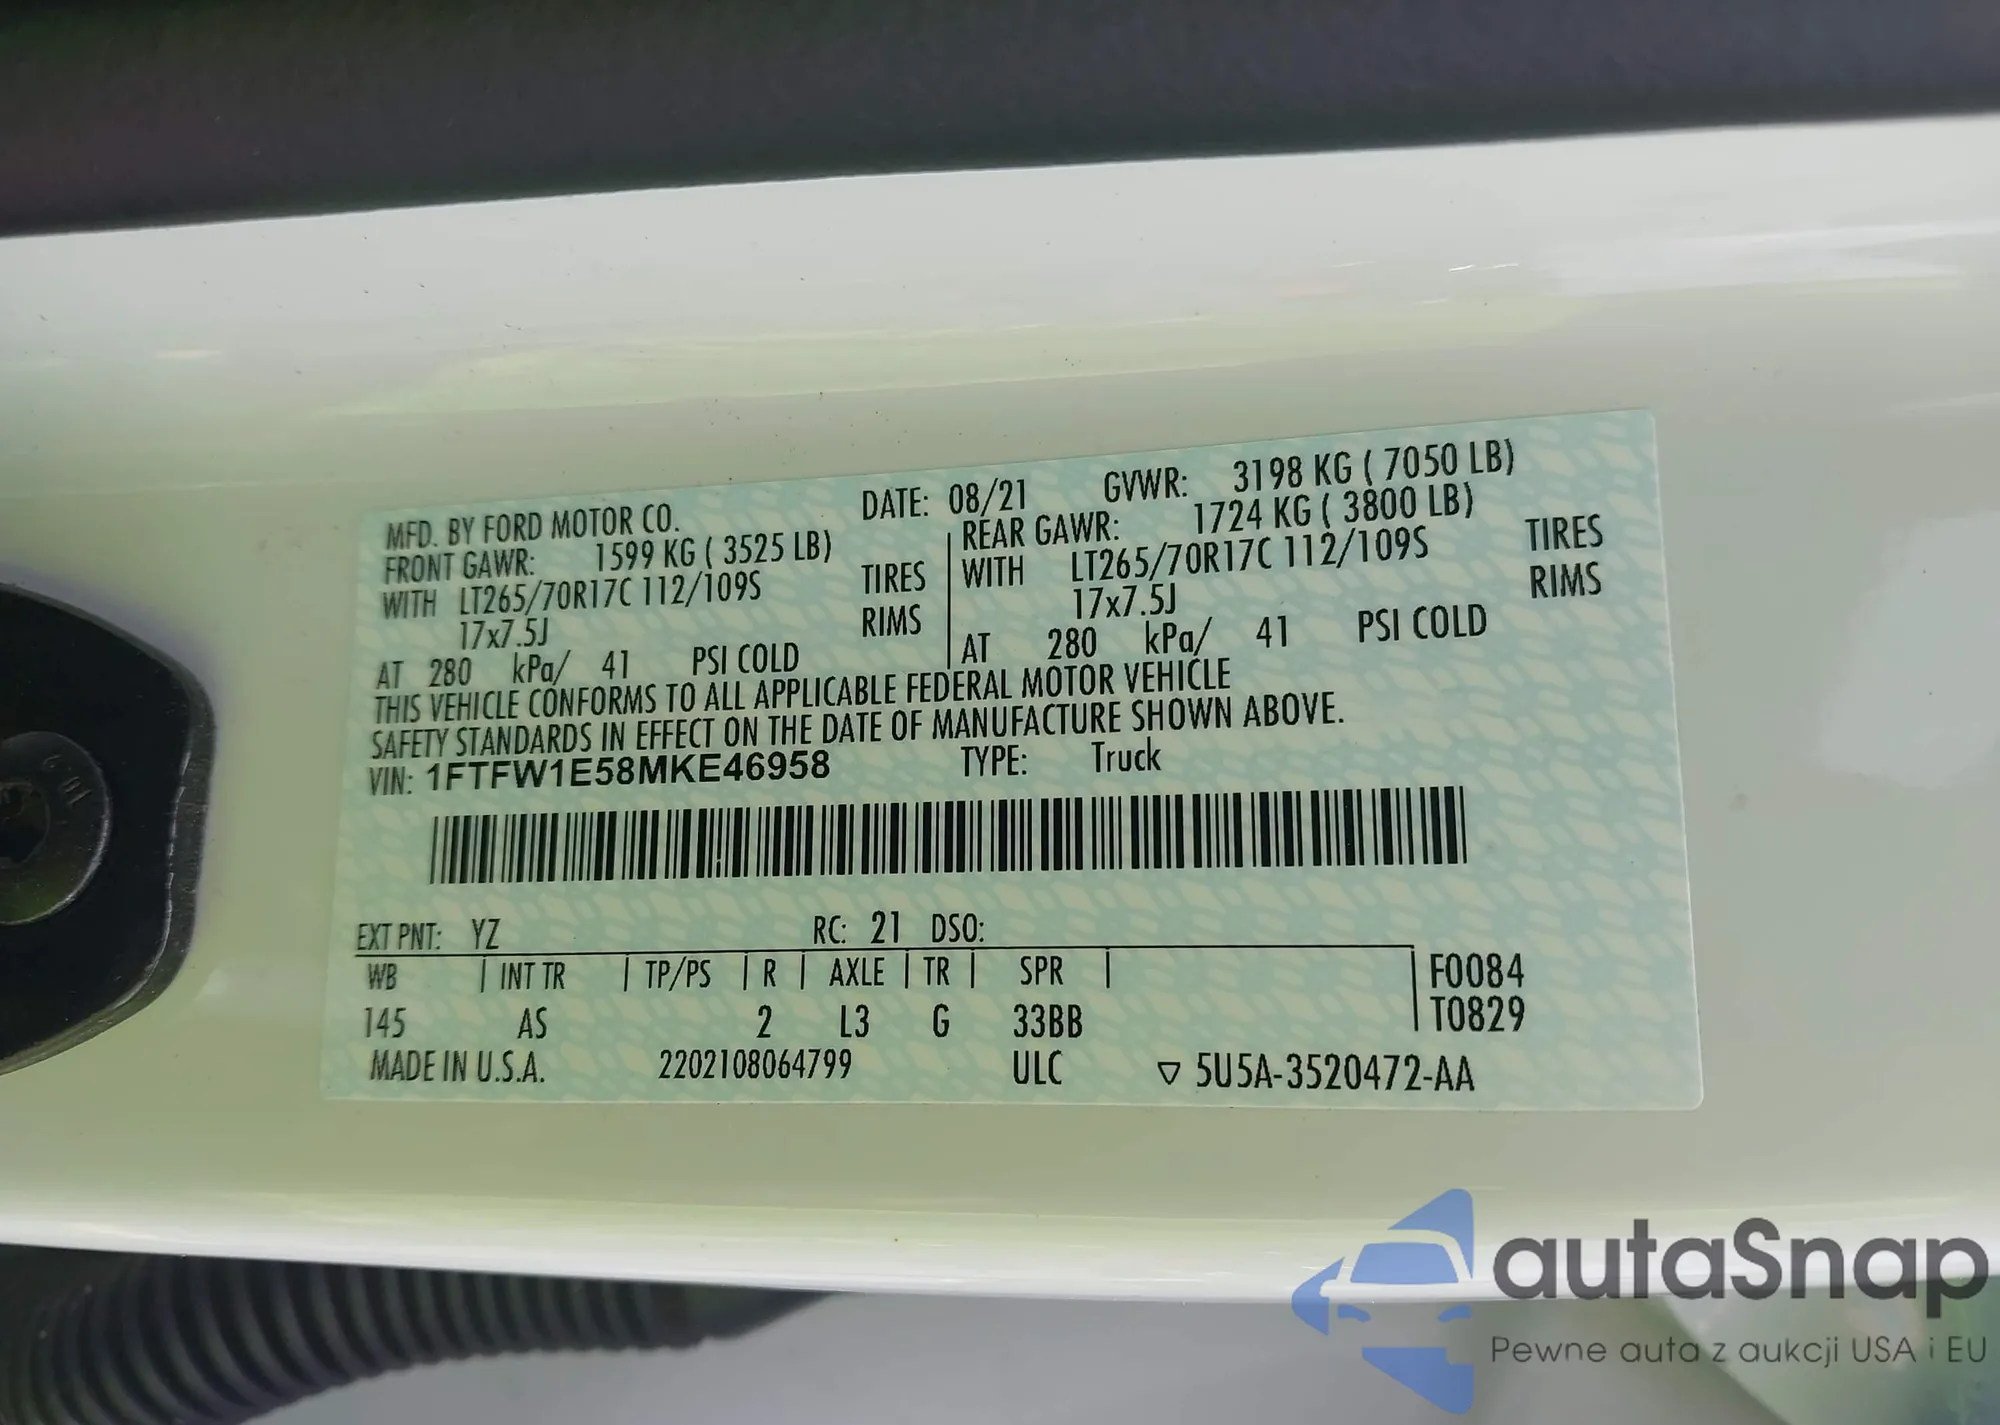 MFD. BY FORD MOTOR CO. DATE: 08/21 GVWR: 3198 KG ( 7050 LB)
FRONT GAWR: 1599 KG ( 3525 LB) REAR GAWR: 1724 KG ( 3800 LB)
WITH LT265/70R17C 112/109S TIRES WITH LT265/70R17C 112/109S TIRES
17x7.5J RIMS 17x7.5J RIMS
AT 280 kPa/ 41 PSI COLD AT 280 kPa/ 41 PSI COLD
THIS VEHICLE CONFORMS TO ALL APPLICABLE FEDERAL MOTOR VEHICLE
SAFETY STANDARDS IN EFFECT ON THE DATE OF MANUFACTURE SHOWN ABOVE.
VIN: 1FTFW1E58MKE46958 TYPE: Truck
EXT PNT: YZ RC: 21 DSO:
WB INT TR TP/PS R AXLE TR SPR F0084
145 AS 2 L3 G 33BB T0829
MADE IN U.S.A. 2202108064799 ULC ▽ 5U5A-3520472-AA
autaSnap
Pewne auta z aukcji USA i EU